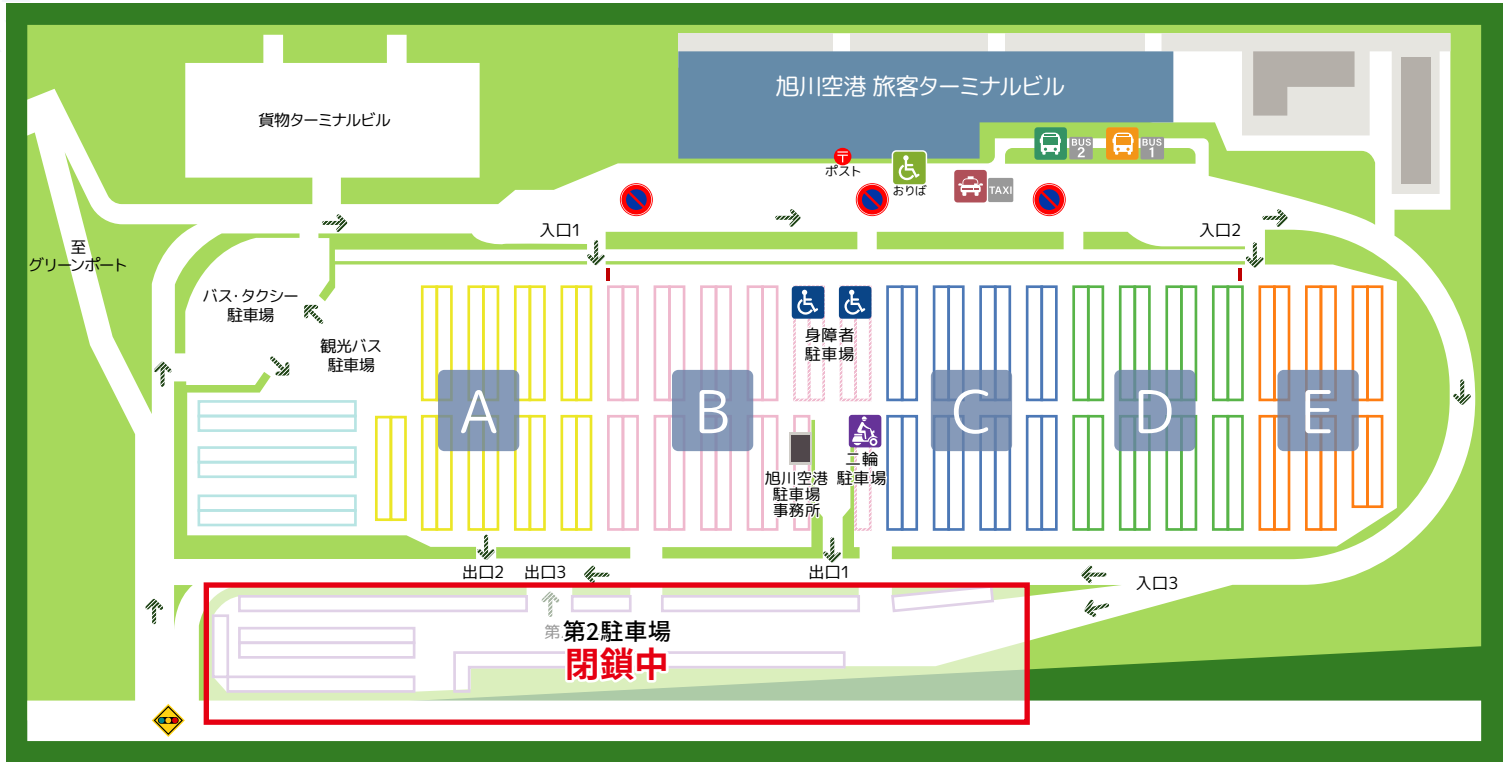 旭川空港 旅客ターミナルビル
貨物ターミナルビル
BUS
2
BUS
1
〒
ポスト
おりば
TAXI
入口1
入口2
至
グリーンポート
バス・タクシー
駐車場
観光バス
駐車場
身障者
駐車場
A
B
C
D
E
旭川空港
駐車場
事務所
二輪
駐車場
出口2
出口3
出口1
入口3
第
第2駐車場
閉鎖中